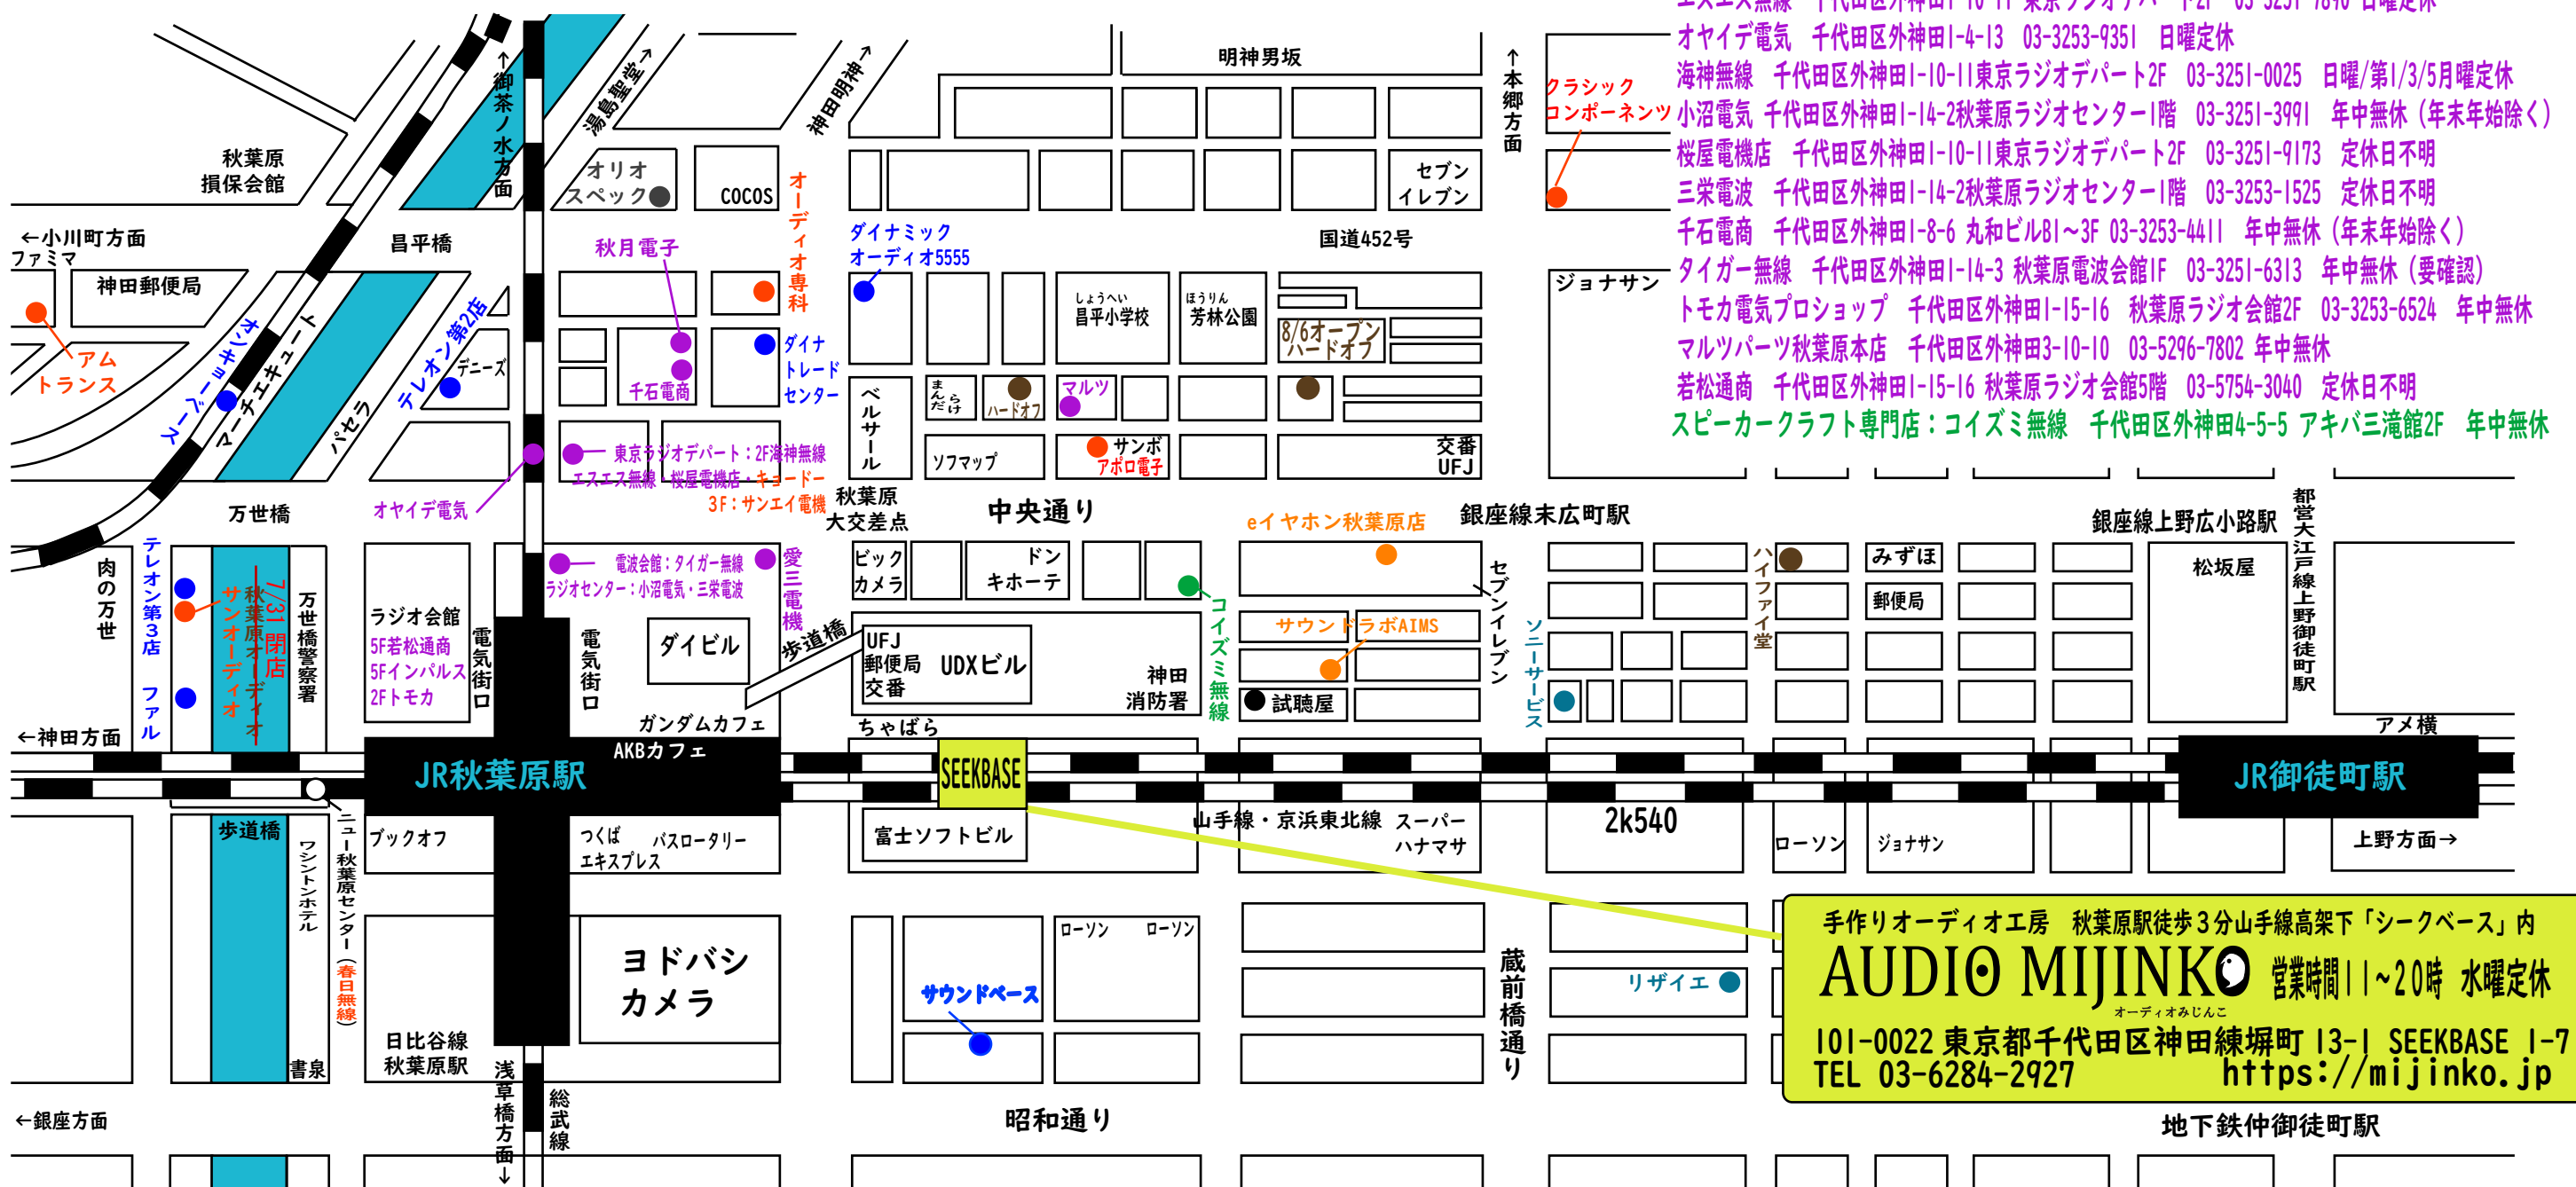 エスエス無線 千代田区外神田1-10-11 東京ラジオデパート2F 03-3251-7890 日曜定休
オヤイデ電気 千代田区外神田1-4-13 03-3253-9351 日曜定休
海神無線 千代田区外神田1-10-11東京ラジオデパート2F 03-3251-0025 日曜/第1/3/5月曜定休
小沼電気 千代田区外神田1-14-2秋葉原ラジオセンター1階 03-3251-3991 年中無休（年末年始除く）
桜屋電機店 千代田区外神田1-10-11東京ラジオデパート2F 03-3251-9173 定休日不明
三栄電波 千代田区外神田1-14-2秋葉原ラジオセンター1階 03-3253-1525 定休日不明
千石電商 千代田区外神田1-8-6 丸和ビルB1～3F 03-3253-4411 年中無休（年末年始除く）
タイガー無線 千代田区外神田1-14-3 秋葉原電波会館1F 03-3251-6313 年中無休（要確認）
トモカ電気プロショップ 千代田区外神田1-15-16 秋葉原ラジオ会館2F 03-3253-6524 年中無休
マルツパーツ秋葉原本店 千代田区外神田3-10-10 03-5296-7802 年中無休
若松通商 千代田区外神田1-15-16 秋葉原ラジオ会館5階 03-5754-3040 定休日不明
スピーカークラフト専門店：コイズミ無線 千代田区外神田4-5-5 アキバ三滝館2F 年中無休
←御茶ノ水方面
湯島聖堂→
神田明神→
明神男坂
←本郷方面
クラシック
コンポーネンツ
秋葉原
損保会館
オリオ
スペック
COCOS
オーディオ専科
セブン
イレブン
←小川町方面
ファミマ
神田郵便局
昌平橋
秋月電子
ダイナミック
オーディオ5555
国道452号
ジョナサン
アム
トランス
オンキョーベース
マーチエキュート
パセラ
テレオン第2店
デニーズ
千石電商
ダイナ
トレード
センター
しょうへい
昌平小学校
ほうりん
芳林公園
8/6オープン
ハードオフ
ベルサール
まんだらけ
ハードオフ
マルツ
ソフマップ
サンボ
アポロ電子
交番
UFJ
東京ラジオデパート：2F海神無線
エスエス無線・桜屋電機店・キョードー
3F：サンエイ電機
オヤイデ電気
万世橋
秋葉原
大交差点
中央通り
eイヤホン秋葉原店
銀座線末広町駅
銀座線上野広小路駅
都営大江戸線上野御徒町駅
肉の万世
テレオン第3店
ファル
サンオーディオ
秋葉原オーディオ
7/31 閉店
万世橋警察署
ラジオ会館
5F若松通商
5Fインパルス
2Fトモカ
電気街口
電気街口
電波会館：タイガー無線
ラジオセンター：小沼電気・三栄電波
愛三電機
ダイビル
歩道橋
ガンダムカフェ
ビック
カメラ
ドン
キホーテ
コイズミ無線
UFJ
郵便局
交番
UDXビル
神田
消防署
ちゃばら
サウンドラボAIMS
試聴屋
セブンイレブン
ソニーサービス
ハイファイ堂
みずほ
郵便局
松坂屋
アメ横
←神田方面
AKBカフェ
JR秋葉原駅
SEEKBASE
JR御徒町駅
歩道橋
ワシントンホテル
ニュー秋葉原センター（春日無線）
ブックオフ
つくば
エキスプレス
バスロータリー
富士ソフトビル
山手線・京浜東北線
スーパー
ハナマサ
2k540
ローソン
ジョナサン
上野方面→
書泉
日比谷線
秋葉原駅
ヨドバシ
カメラ
ローソン
ローソン
サウンドベース
蔵前橋通り
リザイエ
手作りオーディオ工房 秋葉原駅徒歩３分山手線高架下「シークベース」内
AUDIO MIJINKO 営業時間11～20時 水曜定休
オーディオみじんこ
101-0022 東京都千代田区神田練塀町 13-1 SEEKBASE 1-7
TEL 03-6284-2927 https://mijinko.jp
←銀座方面
浅草橋方面→
総武線
昭和通り
地下鉄仲御徒町駅